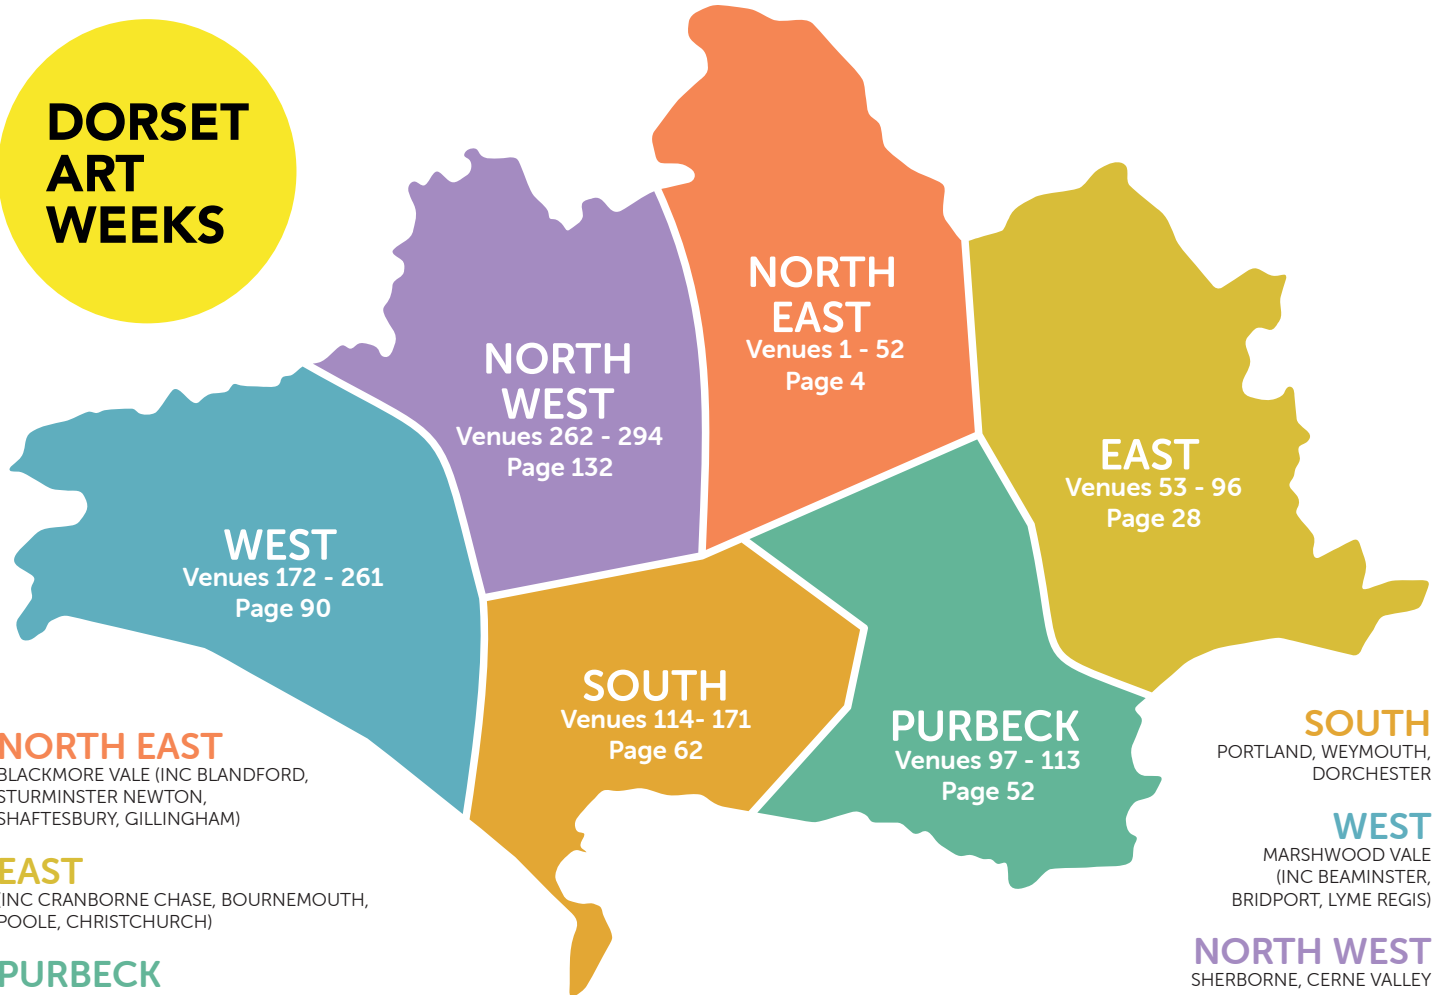 DORSET
ART
WEEKS
NORTH
EAST
Venues 1 - 52
Page 4
NORTH
WEST
Venues 262 - 294
Page 132
EAST
Venues 53 - 96
Page 28
WEST
Venues 172 - 261
Page 90
SOUTH
Venues 114- 171
Page 62
PURBECK
Venues 97 - 113
Page 52
NORTH EAST
BLACKMORE VALE (INC BLANDFORD,
STURMINSTER NEWTON,
SHAFTESBURY, GILLINGHAM)
EAST
(INC CRANBORNE CHASE, BOURNEMOUTH,
POOLE, CHRISTCHURCH)
PURBECK
SOUTH
PORTLAND, WEYMOUTH,
DORCHESTER
WEST
MARSHWOOD VALE
(INC BEAMINSTER,
BRIDPORT, LYME REGIS)
NORTH WEST
SHERBORNE, CERNE VALLEY